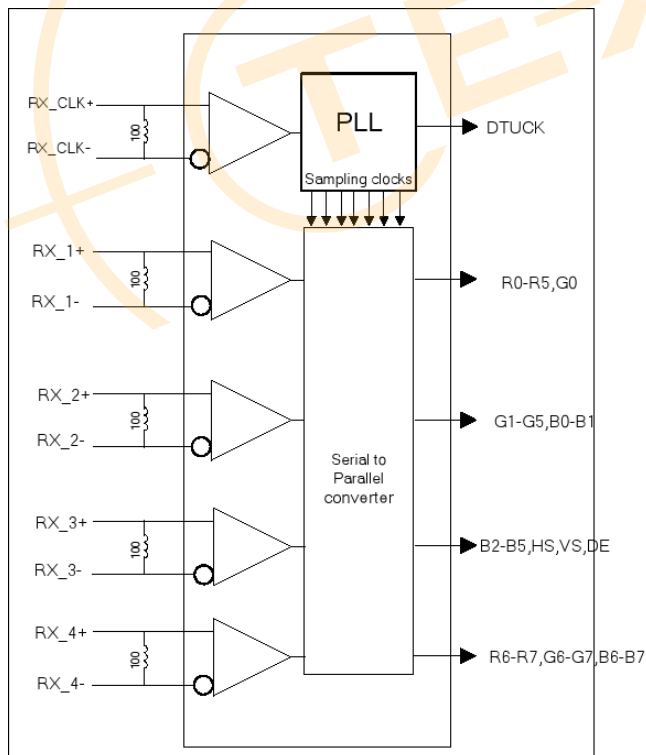 TE-X
RX_CLK+
100
RX_CLK-
PLL
DTUCK
Sampling clocks
RX_1+
100
RX_1-
R0-R5,G0
RX_2+
100
RX_2-
G1-G5,B0-B1
Serial to
Parallel
converter
RX_3+
100
RX_3-
B2-B5,HS,VS,DE
RX_4+
100
RX_4-
R6-R7,G6-G7,B6-B7